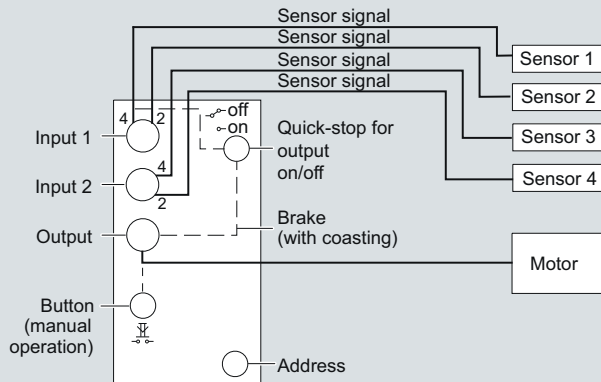 Sensor signal
Sensor signal
Sensor signal
Sensor signal
Sensor 1
Sensor 2
Sensor 3
Sensor 4
4
2
off
on
Input 1
Quick-stop for
output
on/off
4
2
Input 2
Output
Brake
(with coasting)
Motor
Button
(manual
operation)
Address